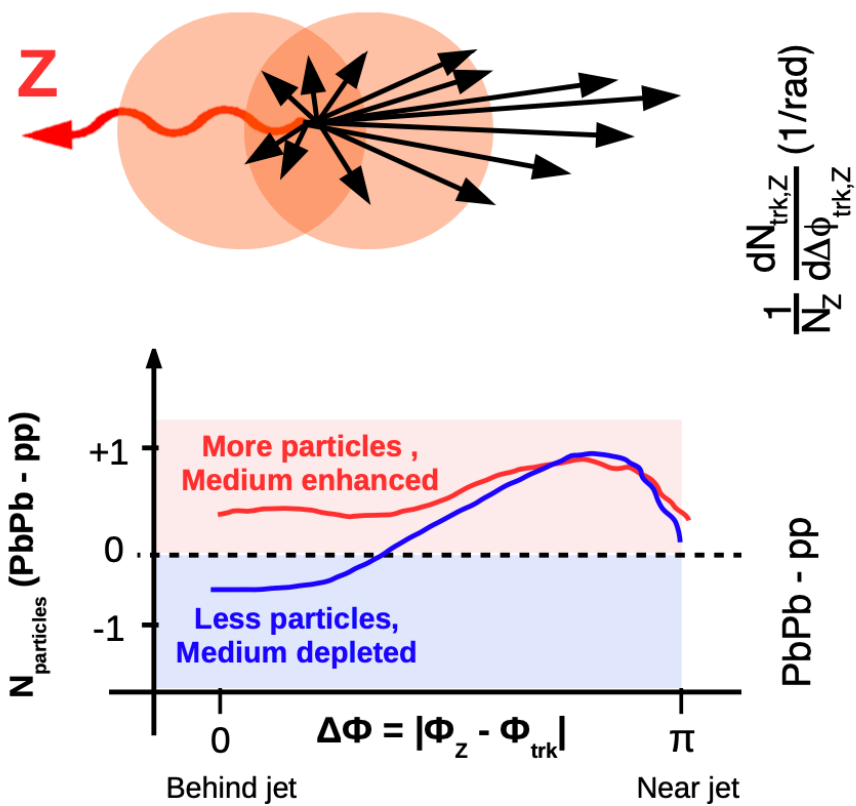 Z
1
N_Z
dN_trk,Z
dΔϕ_trk,Z
(1/rad)
N_particles (PbPb - pp)
+1
0
-1
More particles ,
Medium enhanced
Less particles,
Medium depleted
PbPb - pp
0
ΔΦ = |Φ_Z - Φ_trk|
π
Behind jet
Near jet